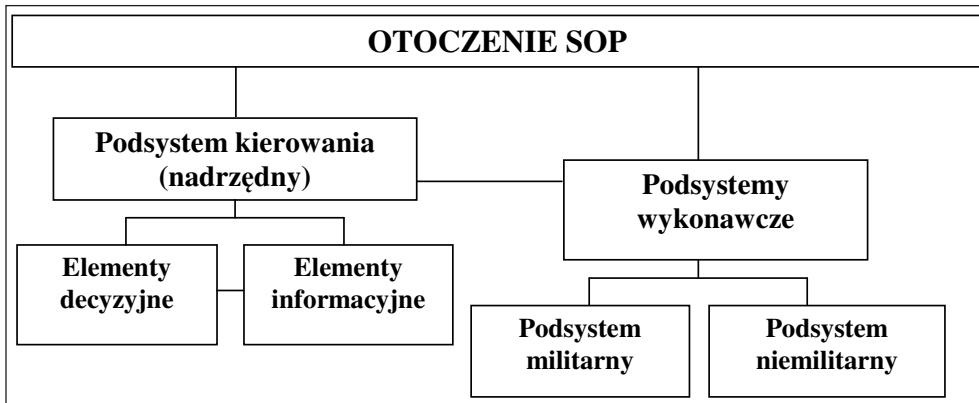 OTOCZENIE SOP
Podsystem kierowania
(nadrzędny)
Podsystemy
wykonawcze
Elementy
decyzyjne
Elementy
informacyjne
Podsystem
militarny
Podsystem
niemilitarny